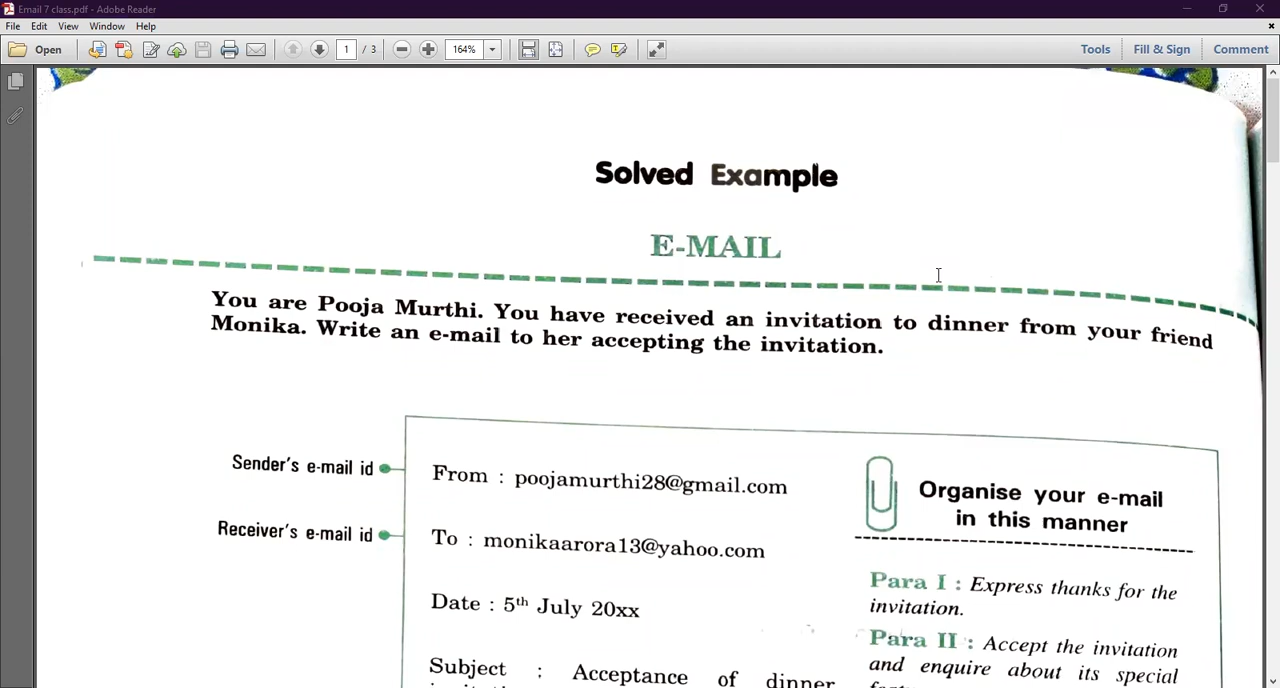 Email 7 class.pdf - Adobe Reader
File Edit View Window Help
Open 1 / 3 164% Tools Fill & Sign Comment
Solved Example
E-MAIL
You are Pooja Murthi. You have received an invitation to dinner from your friend
Monika. Write an e-mail to her accepting the invitation.
Sender's e-mail id
From : poojamurthi28@gmail.com
Receiver's e-mail id
To : monikaarora13@yahoo.com
Date : 5th July 20xx
Subject : Acceptance of dinner
Organise your e-mail
in this manner
Para I : Express thanks for the
invitation.
Para II : Accept the invitation
and enquire about its special